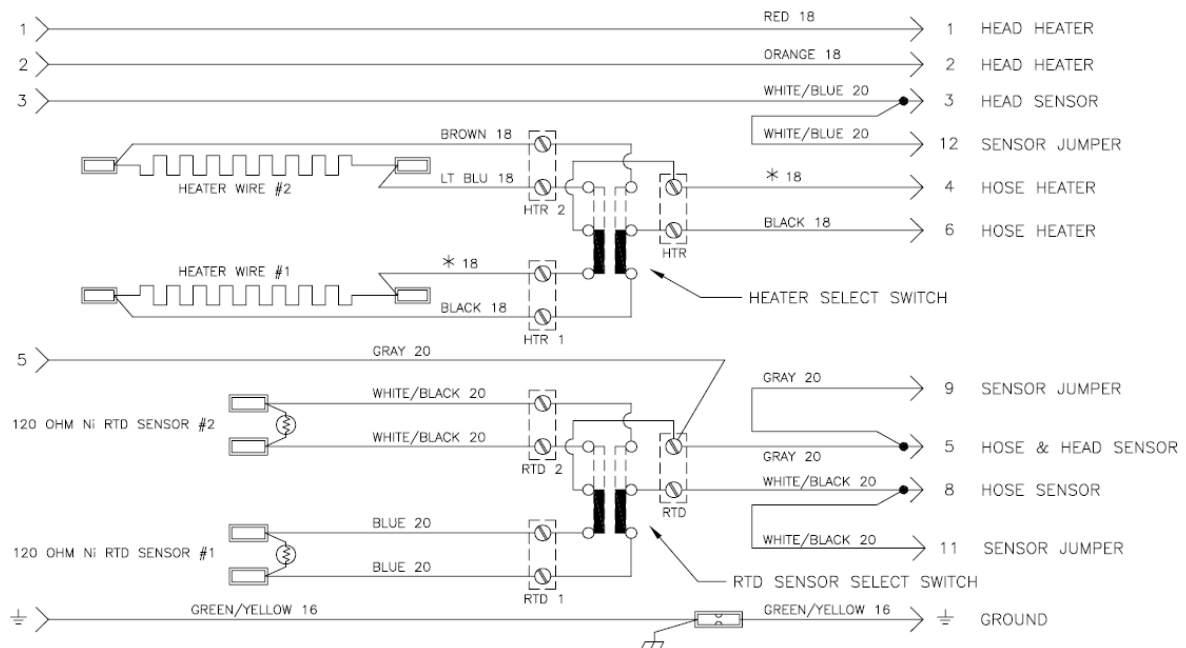 RED 18
1 1 HEAD HEATER
ORANGE 18
2 2 HEAD HEATER
WHITE/BLUE 20
3 3 HEAD SENSOR
BROWN 18
WHITE/BLUE 20
12 SENSOR JUMPER
HEATER WIRE #2
LT BLU 18
* 18
4 HOSE HEATER
HTR 2
BLACK 18
6 HOSE HEATER
HTR
HEATER WIRE #1
* 18
HEATER SELECT SWITCH
BLACK 18
HTR 1
5
GRAY 20
GRAY 20
9 SENSOR JUMPER
WHITE/BLACK 20
120 OHM Ni RTD SENSOR #2
WHITE/BLACK 20
5 HOSE & HEAD SENSOR
GRAY 20
RTD 2
WHITE/BLACK 20
8 HOSE SENSOR
RTD
BLUE 20
WHITE/BLACK 20
120 OHM Ni RTD SENSOR #1
11 SENSOR JUMPER
BLUE 20
RTD SENSOR SELECT SWITCH
RTD 1
GREEN/YELLOW 16
GREEN/YELLOW 16
GROUND